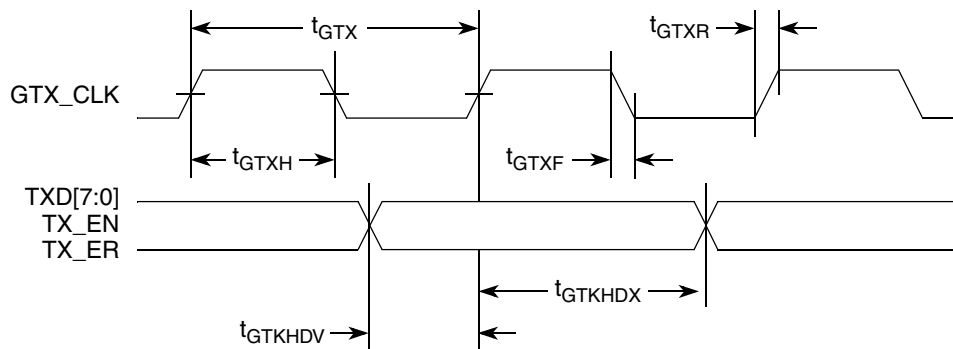 tGTX
tGTXR
GTX_CLK
tGTXH
tGTXF
TXD[7:0]
TX_EN
TX_ER
tGTKHDX
tGTKHDV